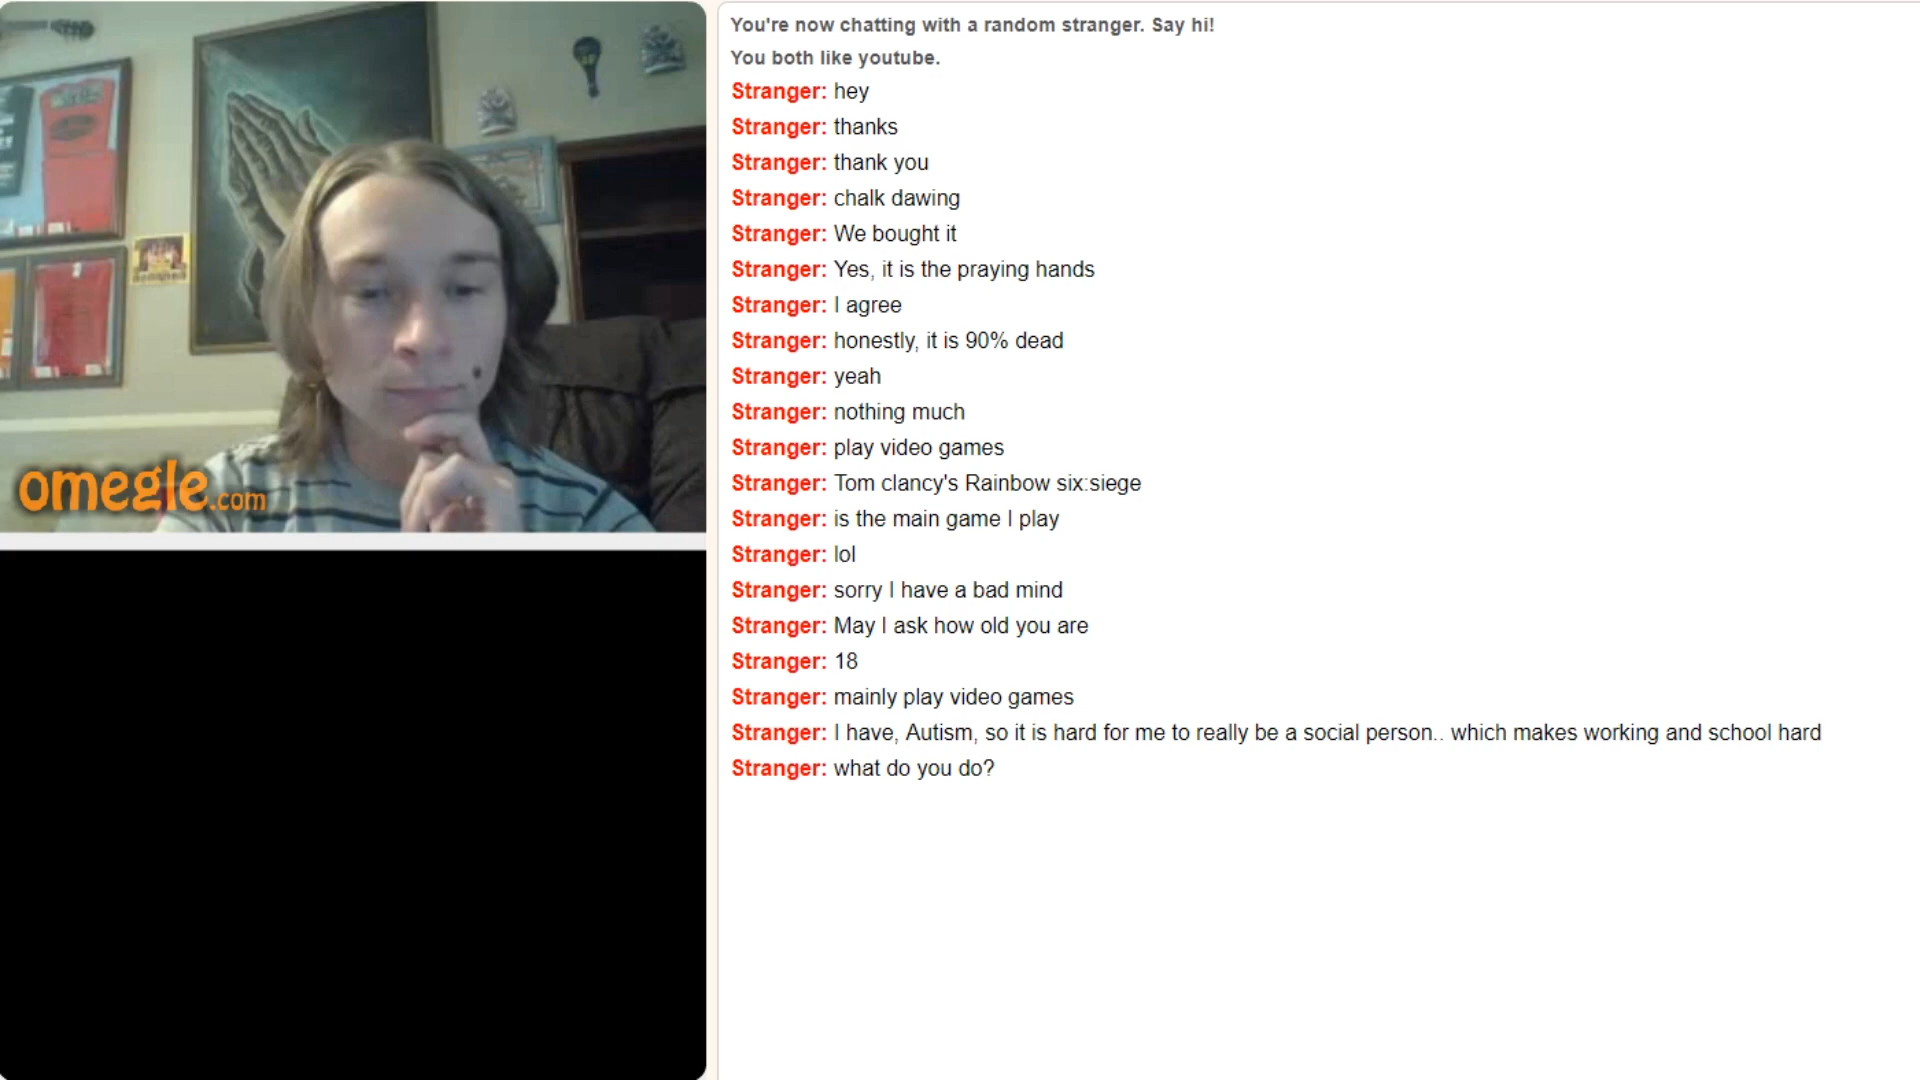 You're now chatting with a random stranger. Say hi!
You both like youtube.
Stranger: hey
Stranger: thanks
Stranger: thank you
Stranger: chalk dawing
Stranger: We bought it
Stranger: Yes, it is the praying hands
Stranger: I agree
Stranger: honestly, it is 90% dead
Stranger: yeah
Stranger: nothing much
Stranger: play video games
Stranger: Tom clancy's Rainbow six:siege
Stranger: is the main game I play
Stranger: lol
Stranger: sorry I have a bad mind
Stranger: May I ask how old you are
Stranger: 18
Stranger: mainly play video games
Stranger: I have, Autism, so it is hard for me to really be a social person.. which makes working and school hard
Stranger: what do you do?
omegle.com